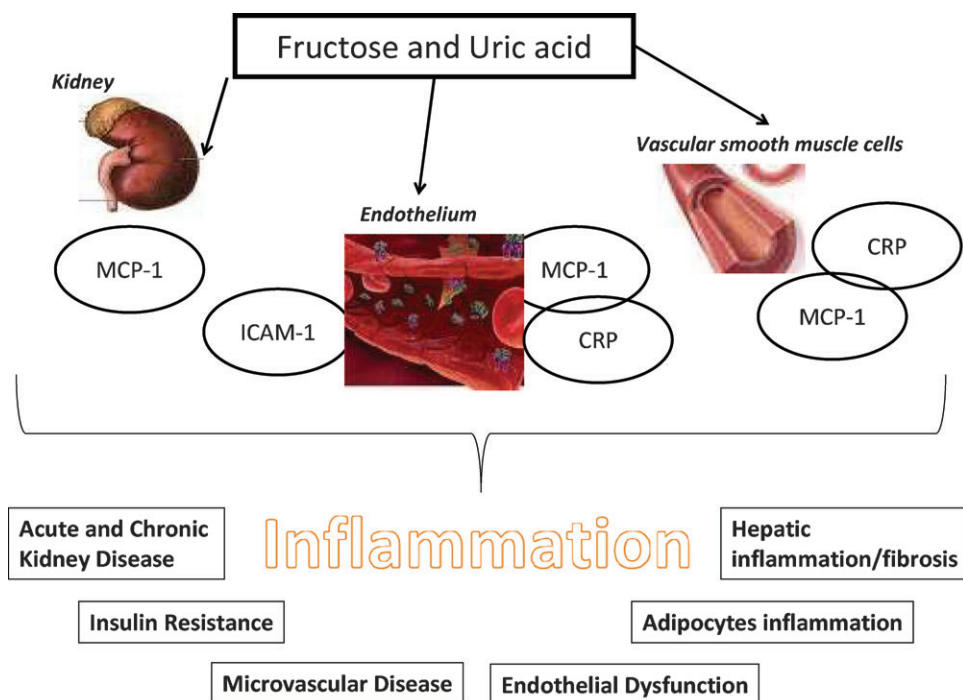 Fructose and Uric acid
Kidney
Vascular smooth muscle cells
Endothelium
MCP-1
ICAM-1
MCP-1
CRP
CRP
MCP-1
Inflammation
Acute and Chronic
Kidney Disease
Hepatic
inflammation/fibrosis
Insulin Resistance
Adipocytes inflammation
Microvascular Disease
Endothelial Dysfunction